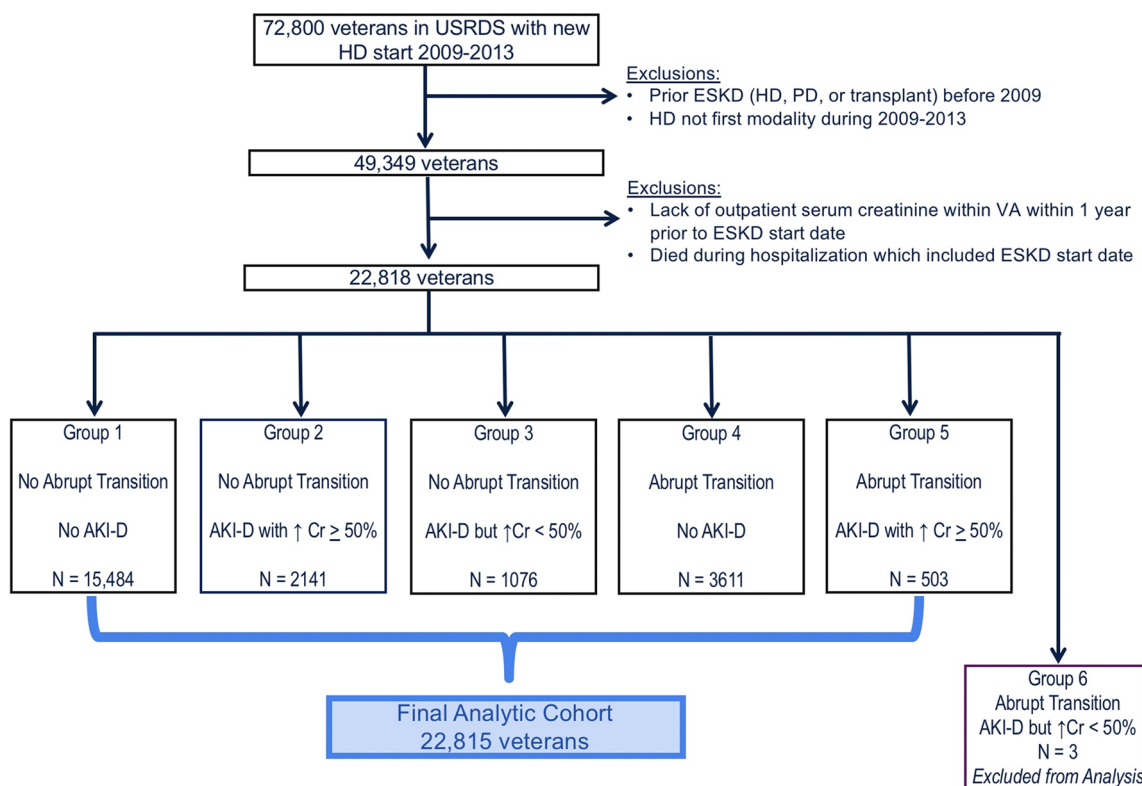 72,800 veterans in USRDS with new
HD start 2009-2013
Exclusions:
• Prior ESKD (HD, PD, or transplant) before 2009
• HD not first modality during 2009-2013
49,349 veterans
Exclusions:
• Lack of outpatient serum creatinine within VA within 1 year
prior to ESKD start date
• Died during hospitalization which included ESKD start date
22,818 veterans
Group 1
No Abrupt Transition
No AKI-D
N = 15,484
Group 2
No Abrupt Transition
AKI-D with ↑ Cr ≥ 50%
N = 2141
Group 3
No Abrupt Transition
AKI-D but ↑Cr < 50%
N = 1076
Group 4
Abrupt Transition
No AKI-D
N = 3611
Group 5
Abrupt Transition
AKI-D with ↑ Cr ≥ 50%
N = 503
Final Analytic Cohort
22,815 veterans
Group 6
Abrupt Transition
AKI-D but ↑Cr < 50%
N = 3
Excluded from Analysis